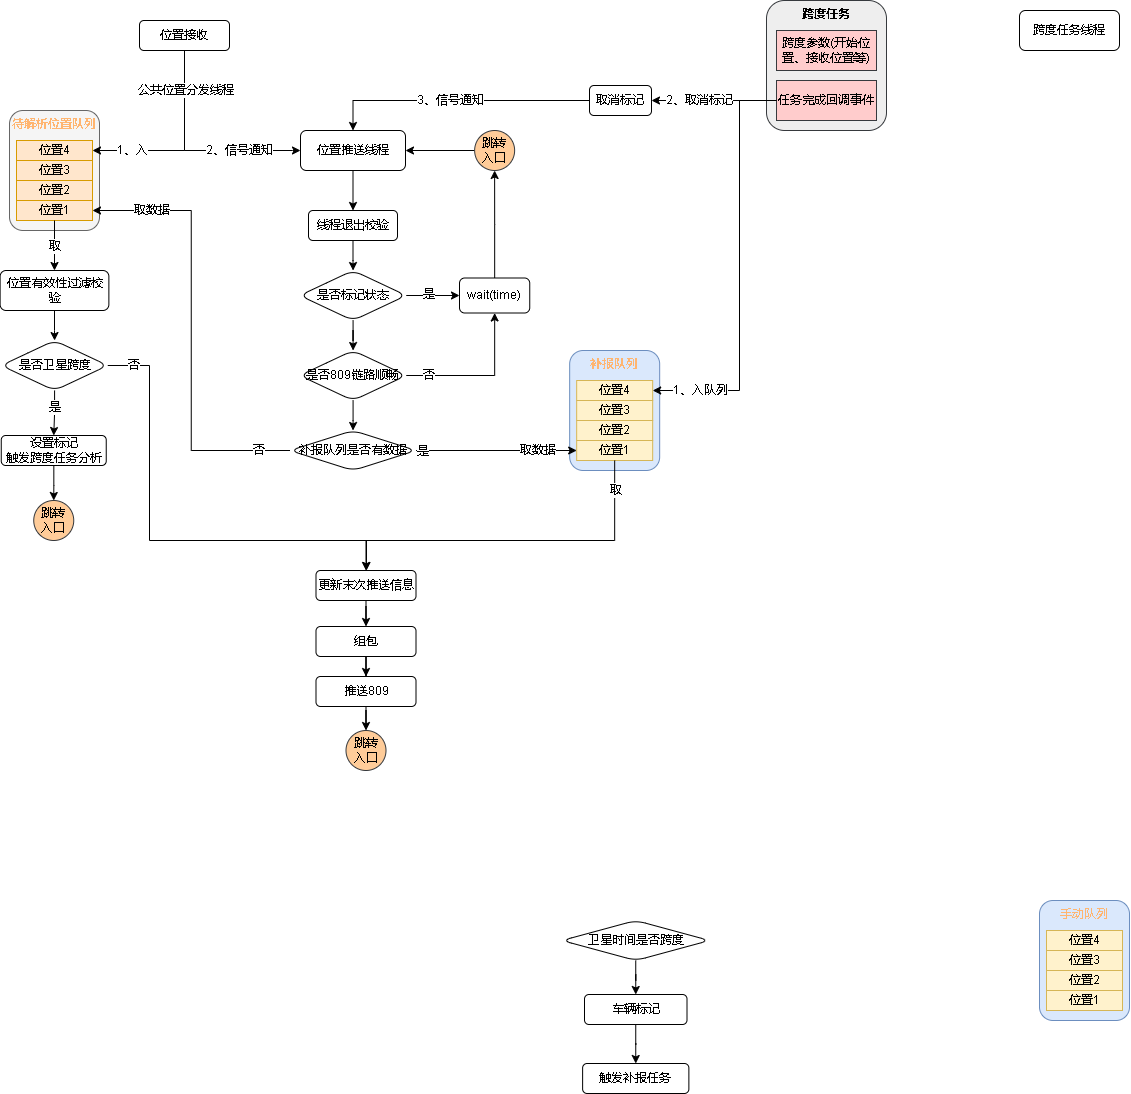 跨度任务
跨度参数(开始位
置、接收位置等)
任务完成回调事件
跨度任务线程
位置接收
公共位置分发线程
3、信号通知
取消标记
2、取消标记
待解析位置队列
位置4
位置3
位置2
位置1
1、入
2、信号通知
位置推送线程
跳转
入口
取数据
线程退出校验
取
位置有效性过滤校
验
是否标记状态
是
wait(time)
是否卫星跨度
否
是否809链路顺畅
否
补报队列
位置4
位置3
位置2
位置1
1、入队列
是
设置标记
触发跨度任务分析
否
补报队列是否有数据
是
取数据
取
跳转
入口
更新末次推送信息
组包
推送809
跳转
入口
手动队列
位置4
位置3
位置2
位置1
卫星时间是否跨度
车辆标记
触发补报任务